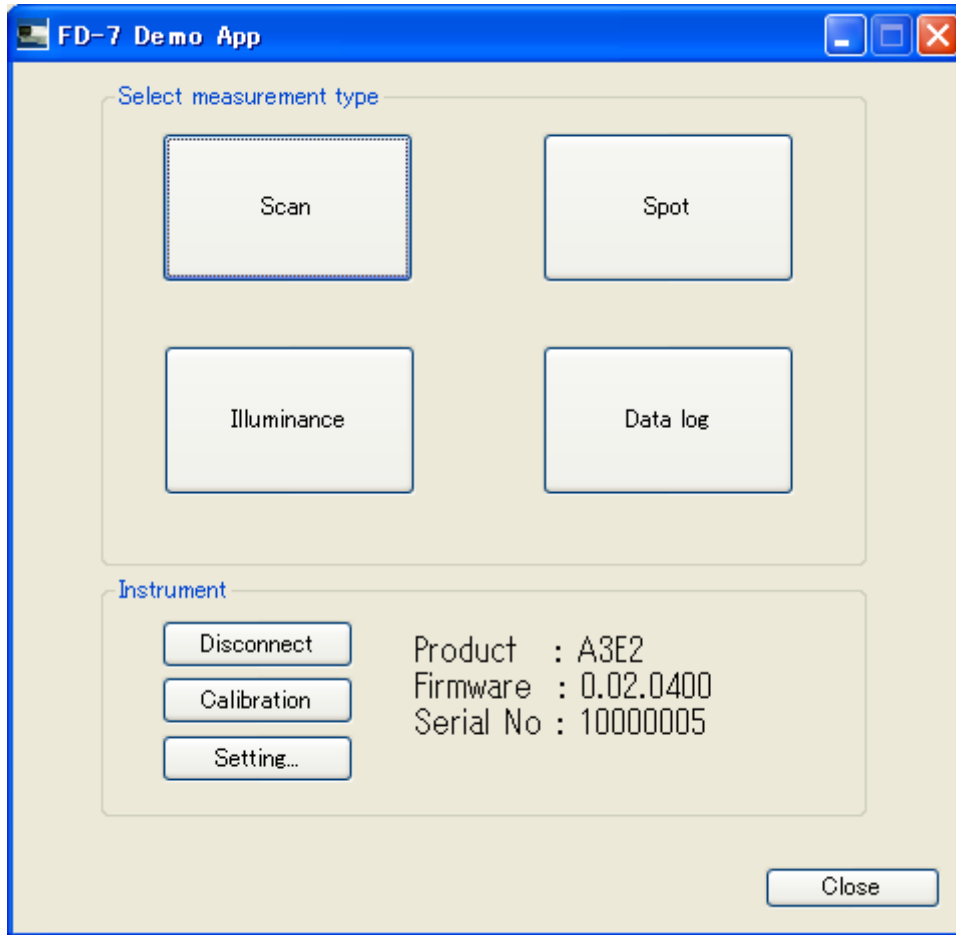 FD-7 Demo App
Select measurement type
Scan
Spot
Illuminance
Data log
Instrument
Disconnect
Calibration
Setting...
Product : A3E2
Firmware : 0.02.0400
Serial No : 10000005
Close